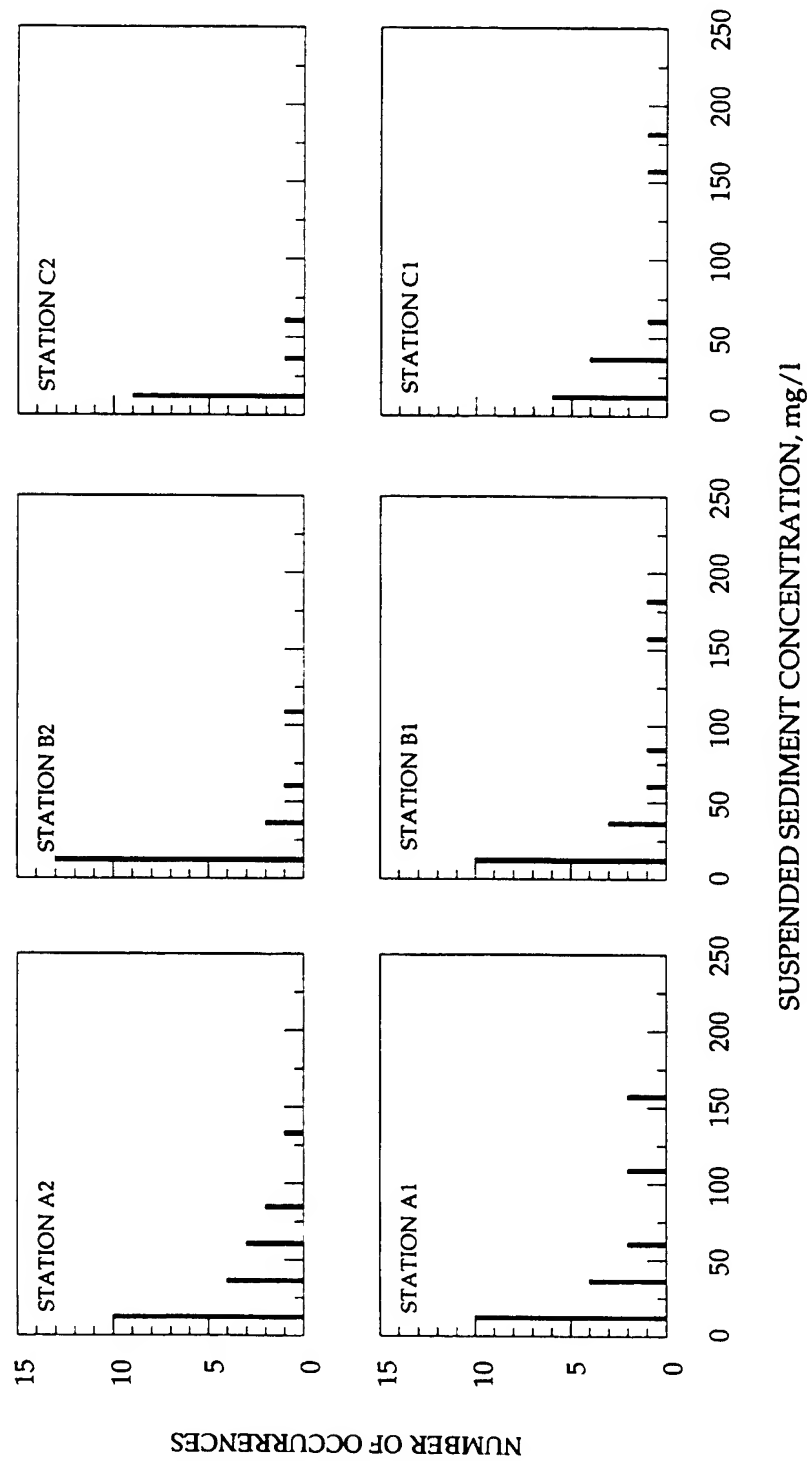 NUMBER OF OCCURRENCES
15
10
5
0
STATION A2
STATION B2
STATION C2
15
10
5
0
STATION A1
STATION B1
STATION C1
0 50 100 150 200 250
0 50 100 150 200 250
0 50 100 150 200 250
SUSPENDED SEDIMENT CONCENTRATION, mg/l